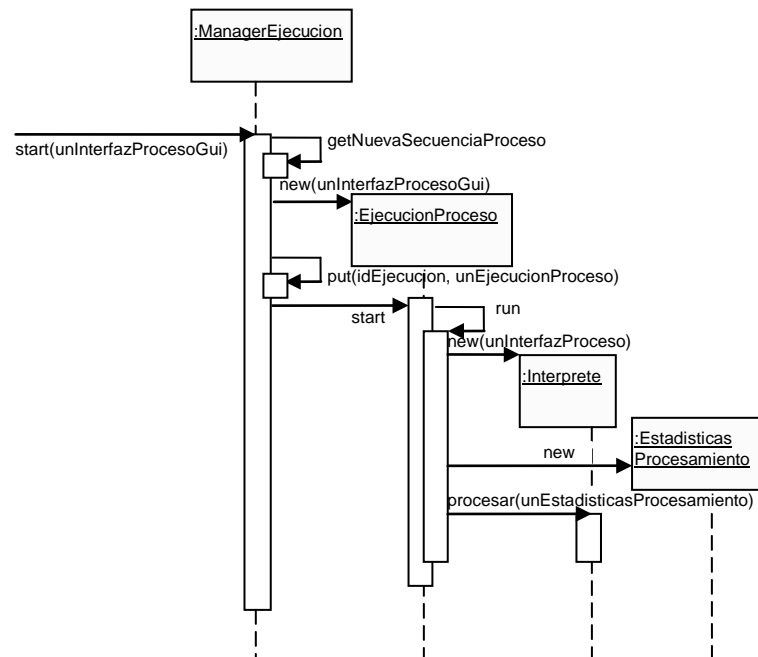 :ManagerEjecucion
start(unInterfazProcesoGui)
getNuevaSecuenciaProceso
new(unInterfazProcesoGui)
:EjecucionProceso
put(idEjecucion, unEjecucionProceso)
start
run
new(unInterfazProceso)
:Interprete
:Estadisticas
Procesamiento
new
procesar(unEstadisticasProcesamiento)